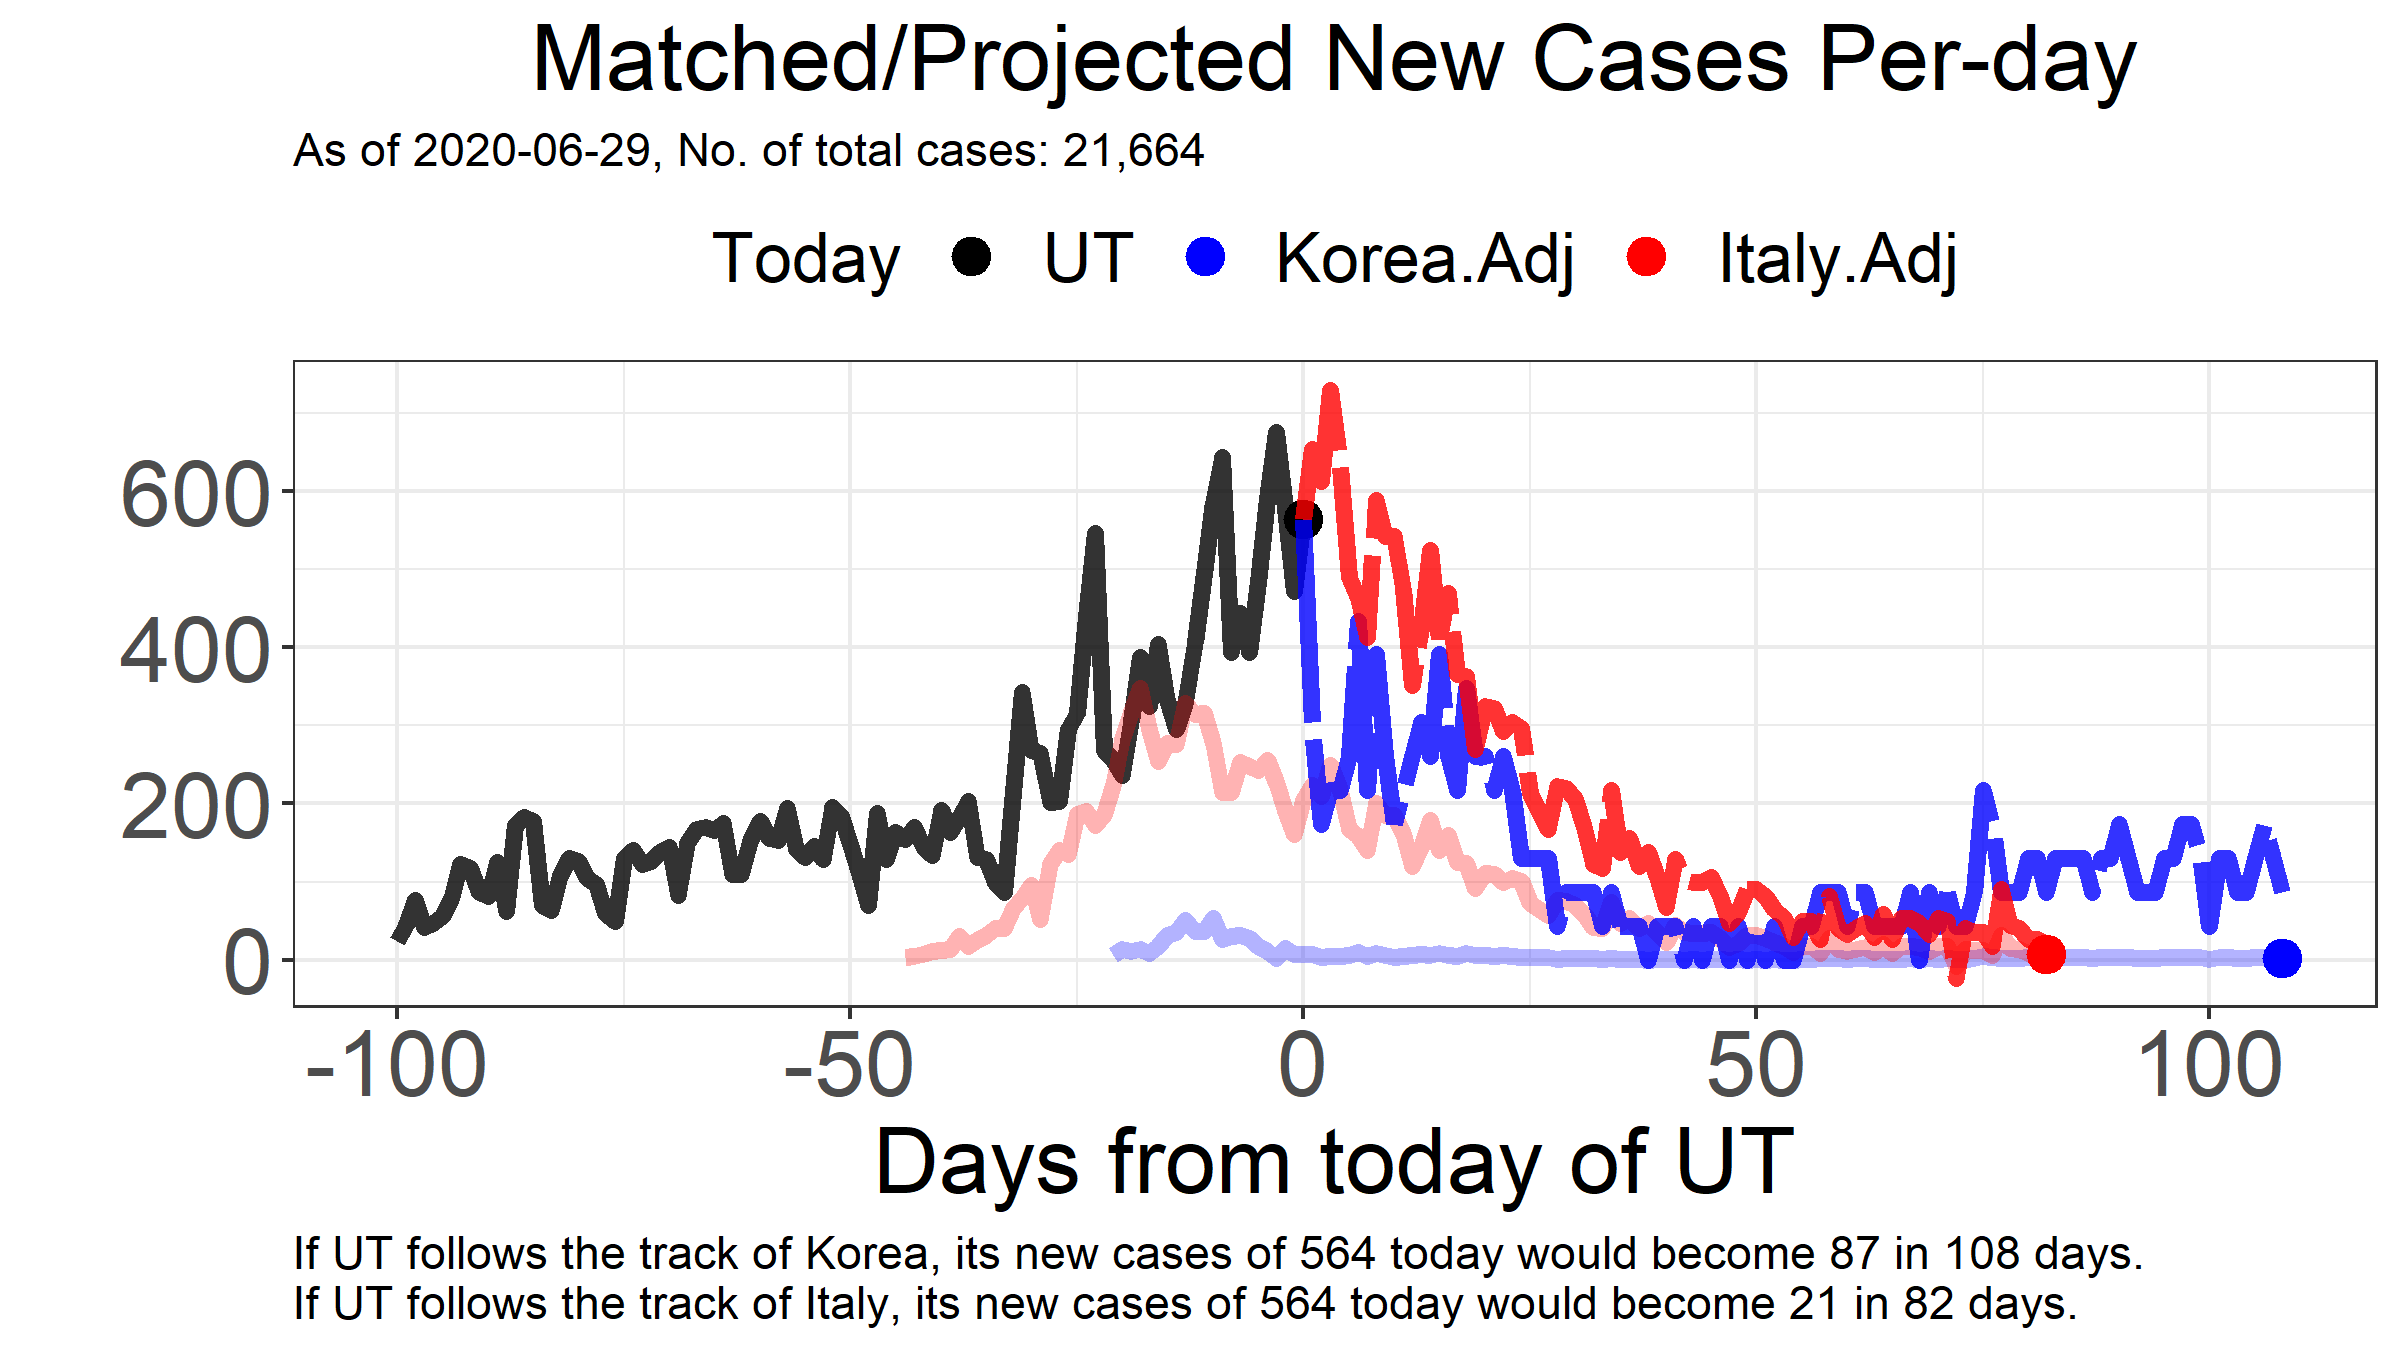 Matched/Projected New Cases Per-day
As of 2020-06-29, No. of total cases: 21,664
Today UT Korea.Adj Italy.Adj
600
400
200
0
-100 -50 0 50 100
Days from today of UT
If UT follows the track of Korea, its new cases of 564 today would become 87 in 108 days.
If UT follows the track of Italy, its new cases of 564 today would become 21 in 82 days.